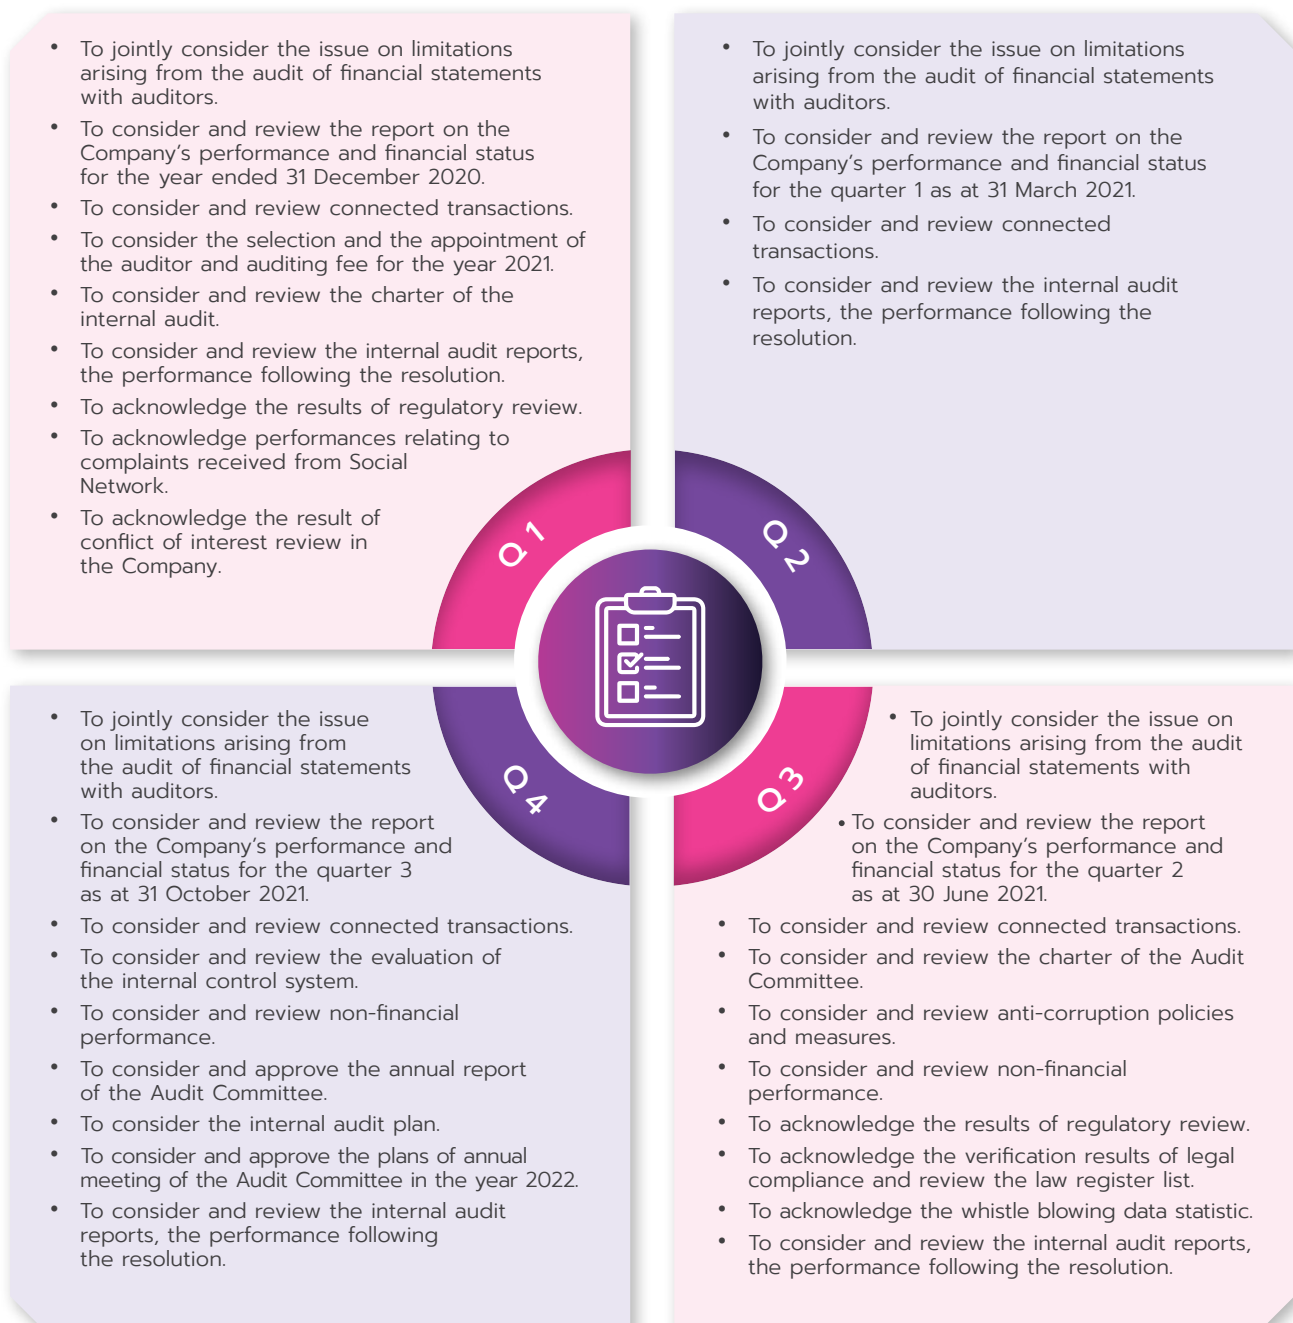 • To jointly consider the issue on limitations
arising from the audit of financial statements
with auditors.
• To consider and review the report on the
Company's performance and financial status
for the year ended 31 December 2020.
• To consider and review connected transactions.
• To consider the selection and the appointment of
the auditor and auditing fee for the year 2021.
• To consider and review the charter of the
internal audit.
• To consider and review the internal audit reports,
the performance following the resolution.
• To acknowledge the results of regulatory review.
• To acknowledge performances relating to
complaints received from Social
Network.
• To acknowledge the result of
conflict of interest review in
the Company.
Q1
• To jointly consider the issue on limitations
arising from the audit of financial statements
with auditors.
• To consider and review the report on the
Company's performance and financial status
for the quarter 1 as at 31 March 2021.
• To consider and review connected
transactions.
• To consider and review the internal audit
reports, the performance following the
resolution.
Q2
• To jointly consider the issue
on limitations arising from
the audit of financial statements
with auditors.
• To consider and review the report
on the Company's performance and
financial status for the quarter 3
as at 31 October 2021.
• To consider and review connected transactions.
• To consider and review the evaluation of
the internal control system.
• To consider and review non-financial
performance.
• To consider and approve the annual report
of the Audit Committee.
• To consider the internal audit plan.
• To consider and approve the plans of annual
meeting of the Audit Committee in the year 2022.
• To consider and review the internal audit
reports, the performance following
the resolution.
Q4
• To jointly consider the issue on
limitations arising from the audit
of financial statements with
auditors.
• To consider and review the report
on the Company's performance and
financial status for the quarter 2
as at 30 June 2021.
• To consider and review connected transactions.
• To consider and review the charter of the Audit
Committee.
• To consider and review anti-corruption policies
and measures.
• To consider and review non-financial
performance.
• To acknowledge the results of regulatory review.
• To acknowledge the verification results of legal
compliance and review the law register list.
• To acknowledge the whistle blowing data statistic.
• To consider and review the internal audit reports,
the performance following the resolution.
Q3